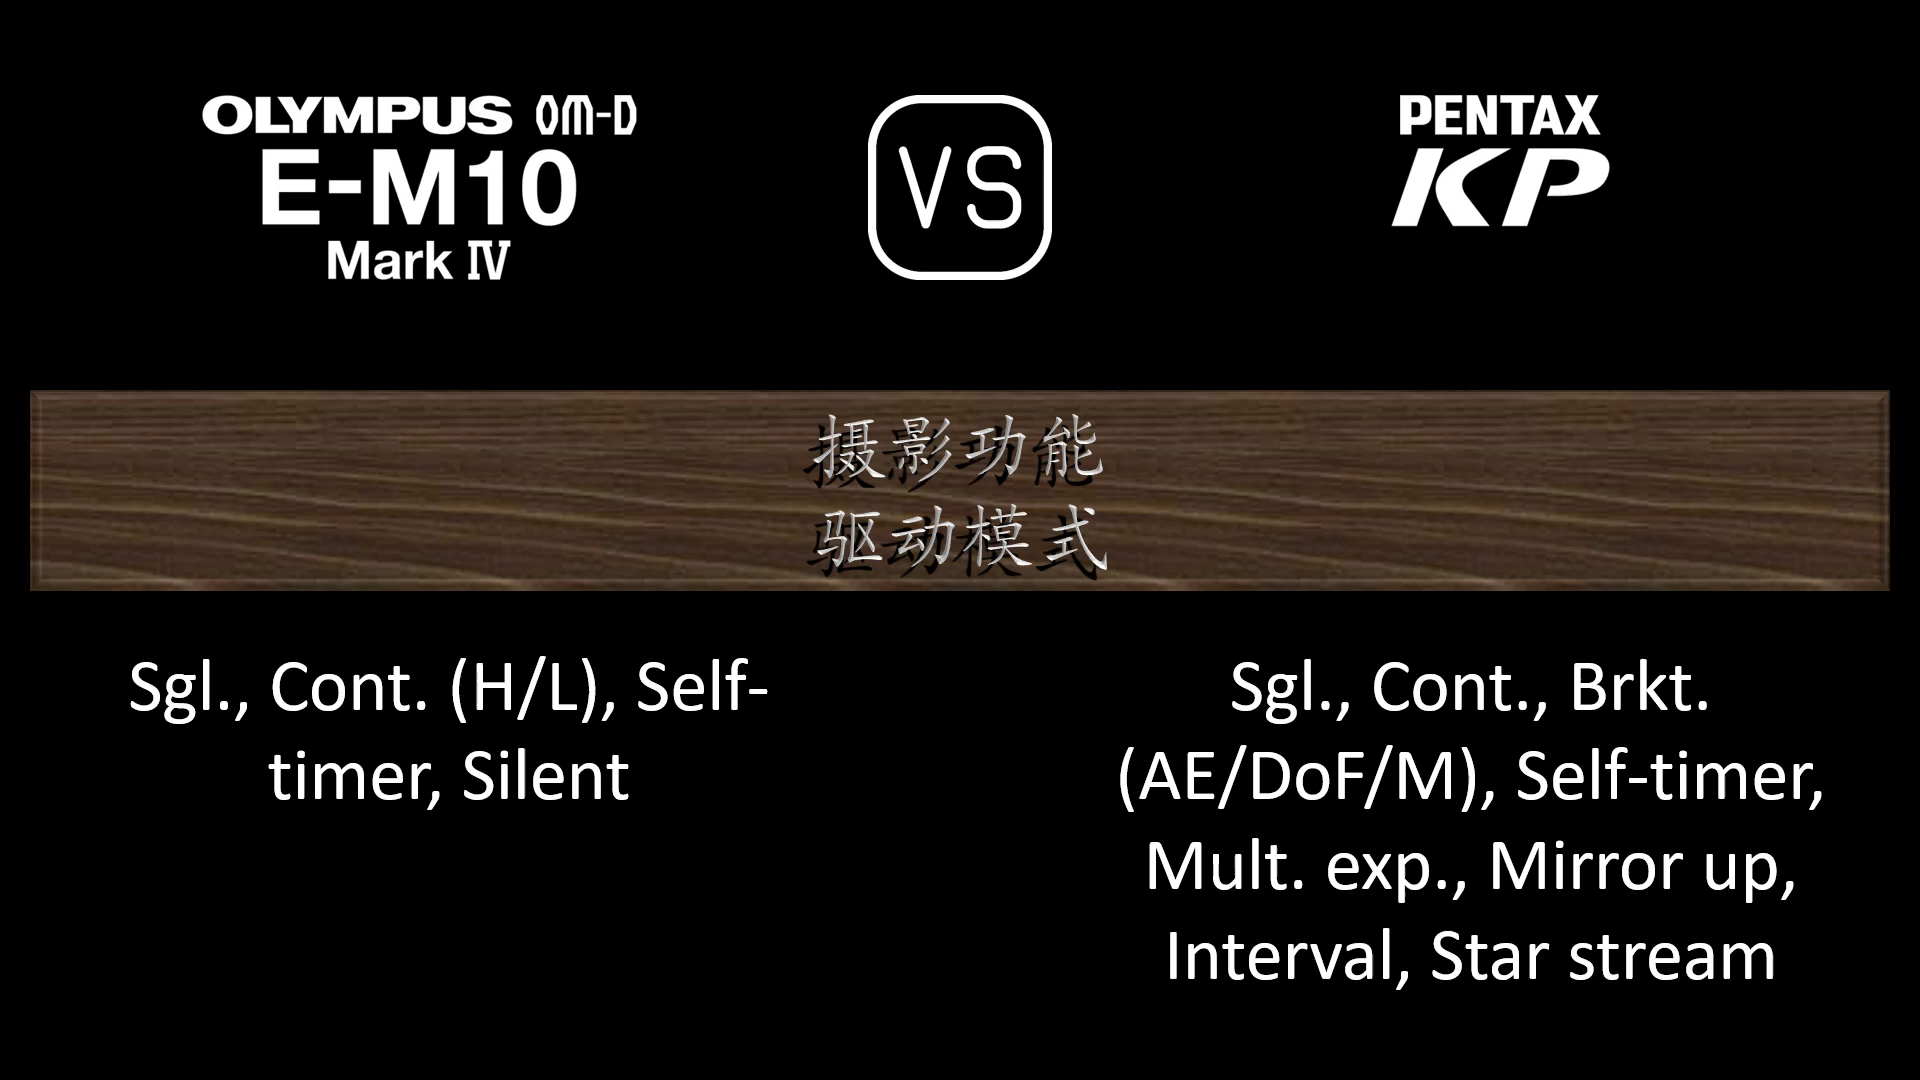 OLYMPUS OM-D
E-M10
Mark IV
VS
PENTAX
KP
摄影功能
驱动模式
Sgl., Cont. (H/L), Self-
timer, Silent
Sgl., Cont., Brkt.
(AE/DoF/M), Self-timer,
Mult. exp., Mirror up,
Interval, Star stream